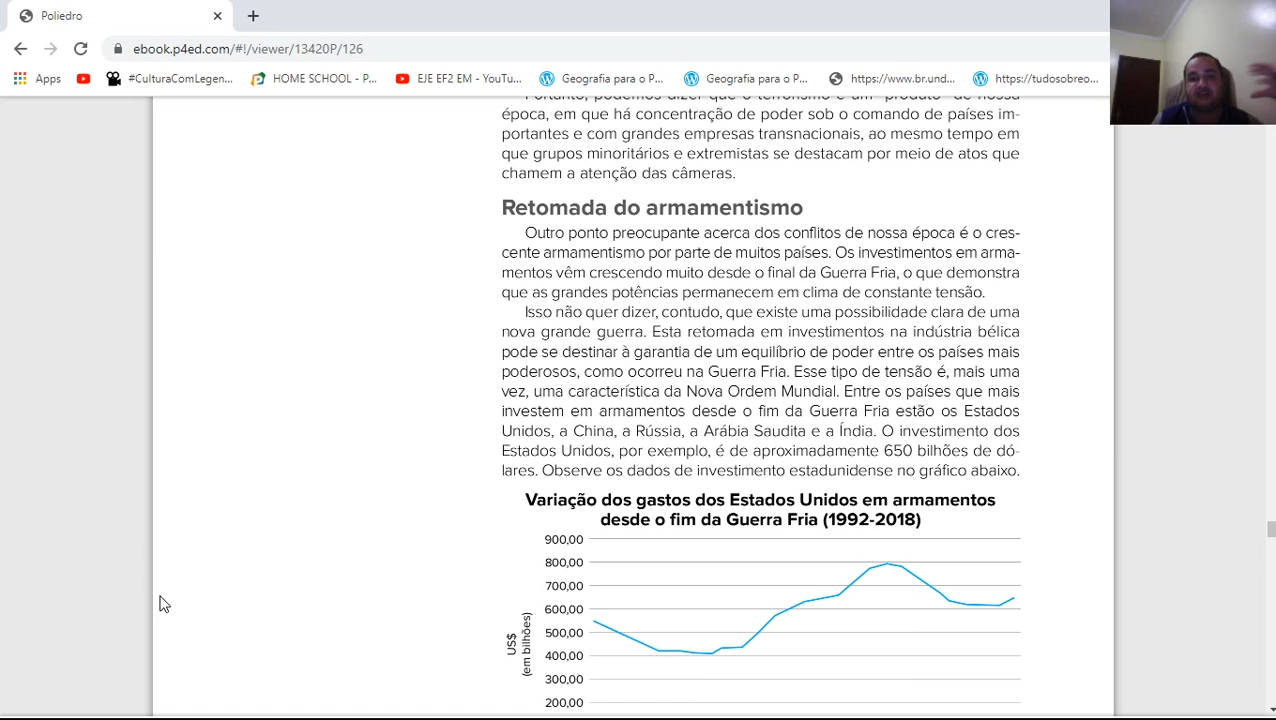 Poliedro
ebook.p4ed.com/#!/viewer/13420P/126
Apps
#CulturaComLegen...
HOME SCHOOL - P...
EJE EF2 EM - YouTu...
Geografia para o P...
Geografia para o P...
https://www.br.und...
https://tudosobreo...
Portanto, podemos dizer que o terrorismo é um "produto" de nossa
época, em que há concentração de poder sob o comando de países im-
portantes e com grandes empresas transnacionais, ao mesmo tempo em
que grupos minoritários e extremistas se destacam por meio de atos que
chamem a atenção das câmeras.
Retomada do armamentismo
Outro ponto preocupante acerca dos conflitos de nossa época é o cres-
cente armamentismo por parte de muitos países. Os investimentos em arma-
mentos vêm crescendo muito desde o final da Guerra Fria, o que demonstra
que as grandes potências permanecem em clima de constante tensão.
Isso não quer dizer, contudo, que existe uma possibilidade clara de uma
nova grande guerra. Esta retomada em investimentos na indústria bélica
pode se destinar à garantia de um equilíbrio de poder entre os países mais
poderosos, como ocorreu na Guerra Fria. Esse tipo de tensão é, mais uma
vez, uma característica da Nova Ordem Mundial. Entre os países que mais
investem em armamentos desde o fim da Guerra Fria estão os Estados
Unidos, a China, a Rússia, a Arábia Saudita e a Índia. O investimento dos
Estados Unidos, por exemplo, é de aproximadamente 650 bilhões de dó-
lares. Observe os dados de investimento estadunidense no gráfico abaixo.
Variação dos gastos dos Estados Unidos em armamentos
desde o fim da Guerra Fria (1992-2018)
US$
(em bilhões)
900,00
800,00
700,00
600,00
500,00
400,00
300,00
200,00